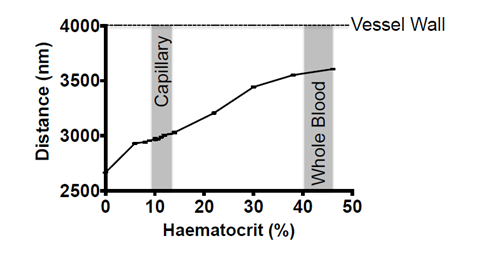 Vessel Wall
4000
3500
3000
2500
Distance (nm)
Capillary
Whole Blood
0 10 20 30 40 50
Haematocrit (%)